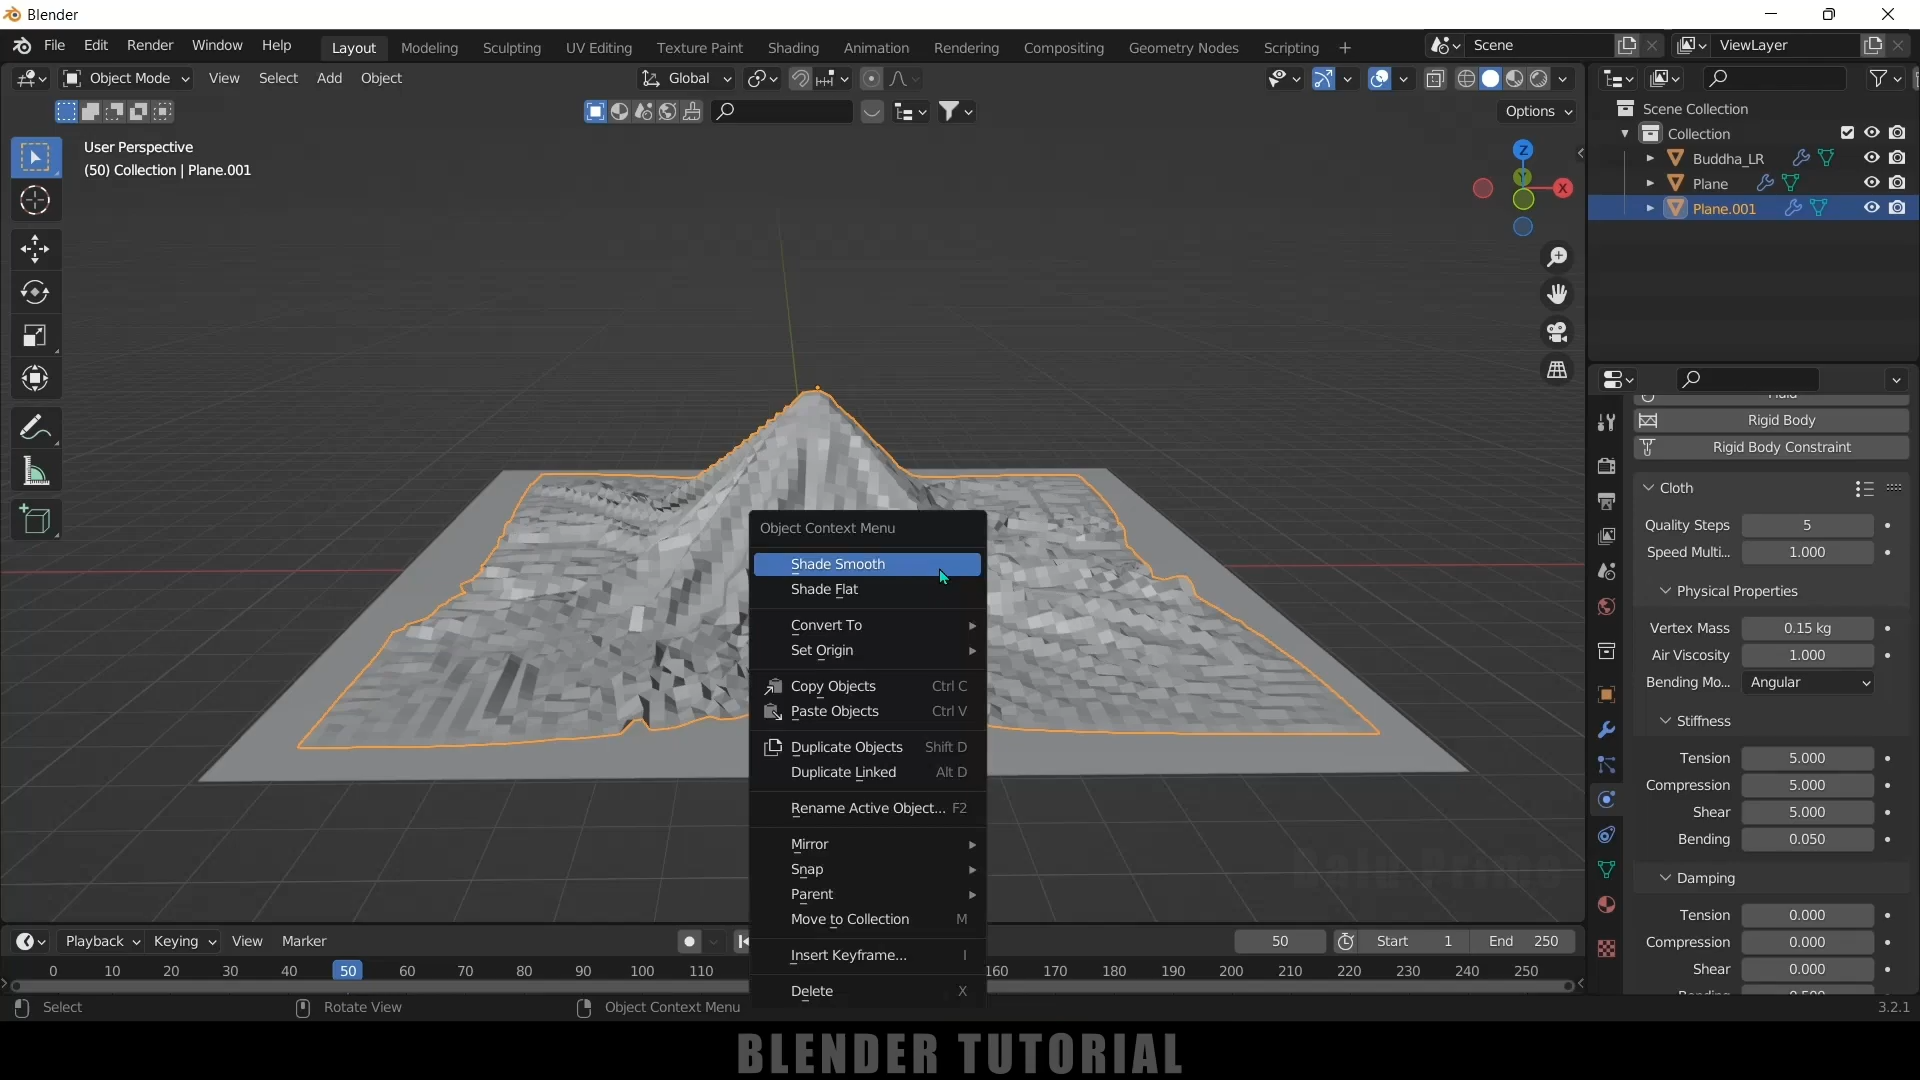 Blender
File Edit Render Window Help Layout Modeling Sculpting UV Editing Texture Paint Shading Animation Rendering Compositing Geometry Nodes Scripting + Scene ViewLayer
Object Mode View Select Add Object Global
Options
User Perspective
(50) Collection | Plane.001
Z
Y
X
Scene Collection
Collection
Buddha_LR
Plane
Plane.001
Rigid Body
Rigid Body Constraint
Cloth
Quality Steps 5
Speed Multi... 1.000
Physical Properties
Vertex Mass 0.15 kg
Air Viscosity 1.000
Bending Mo... Angular
Stiffness
Tension 5.000
Compression 5.000
Shear 5.000
Bending 0.050
Damping
Tension 0.000
Compression 0.000
Shear 0.000
Object Context Menu
Shade Smooth
Shade Flat
Convert To
Set Origin
Copy Objects Ctrl C
Paste Objects Ctrl V
Duplicate Objects Shift D
Duplicate Linked Alt D
Rename Active Object... F2
Mirror
Snap
Parent
Move to Collection M
Insert Keyframe... I
Delete X
Balu Prime
Playback Keying View Marker 50 Start 1 End 250
0 10 20 30 40 50 60 70 80 90 100 110 160 170 180 190 200 210 220 230 240 250
Select Rotate View Object Context Menu 3.2.1
BLENDER TUTORIAL